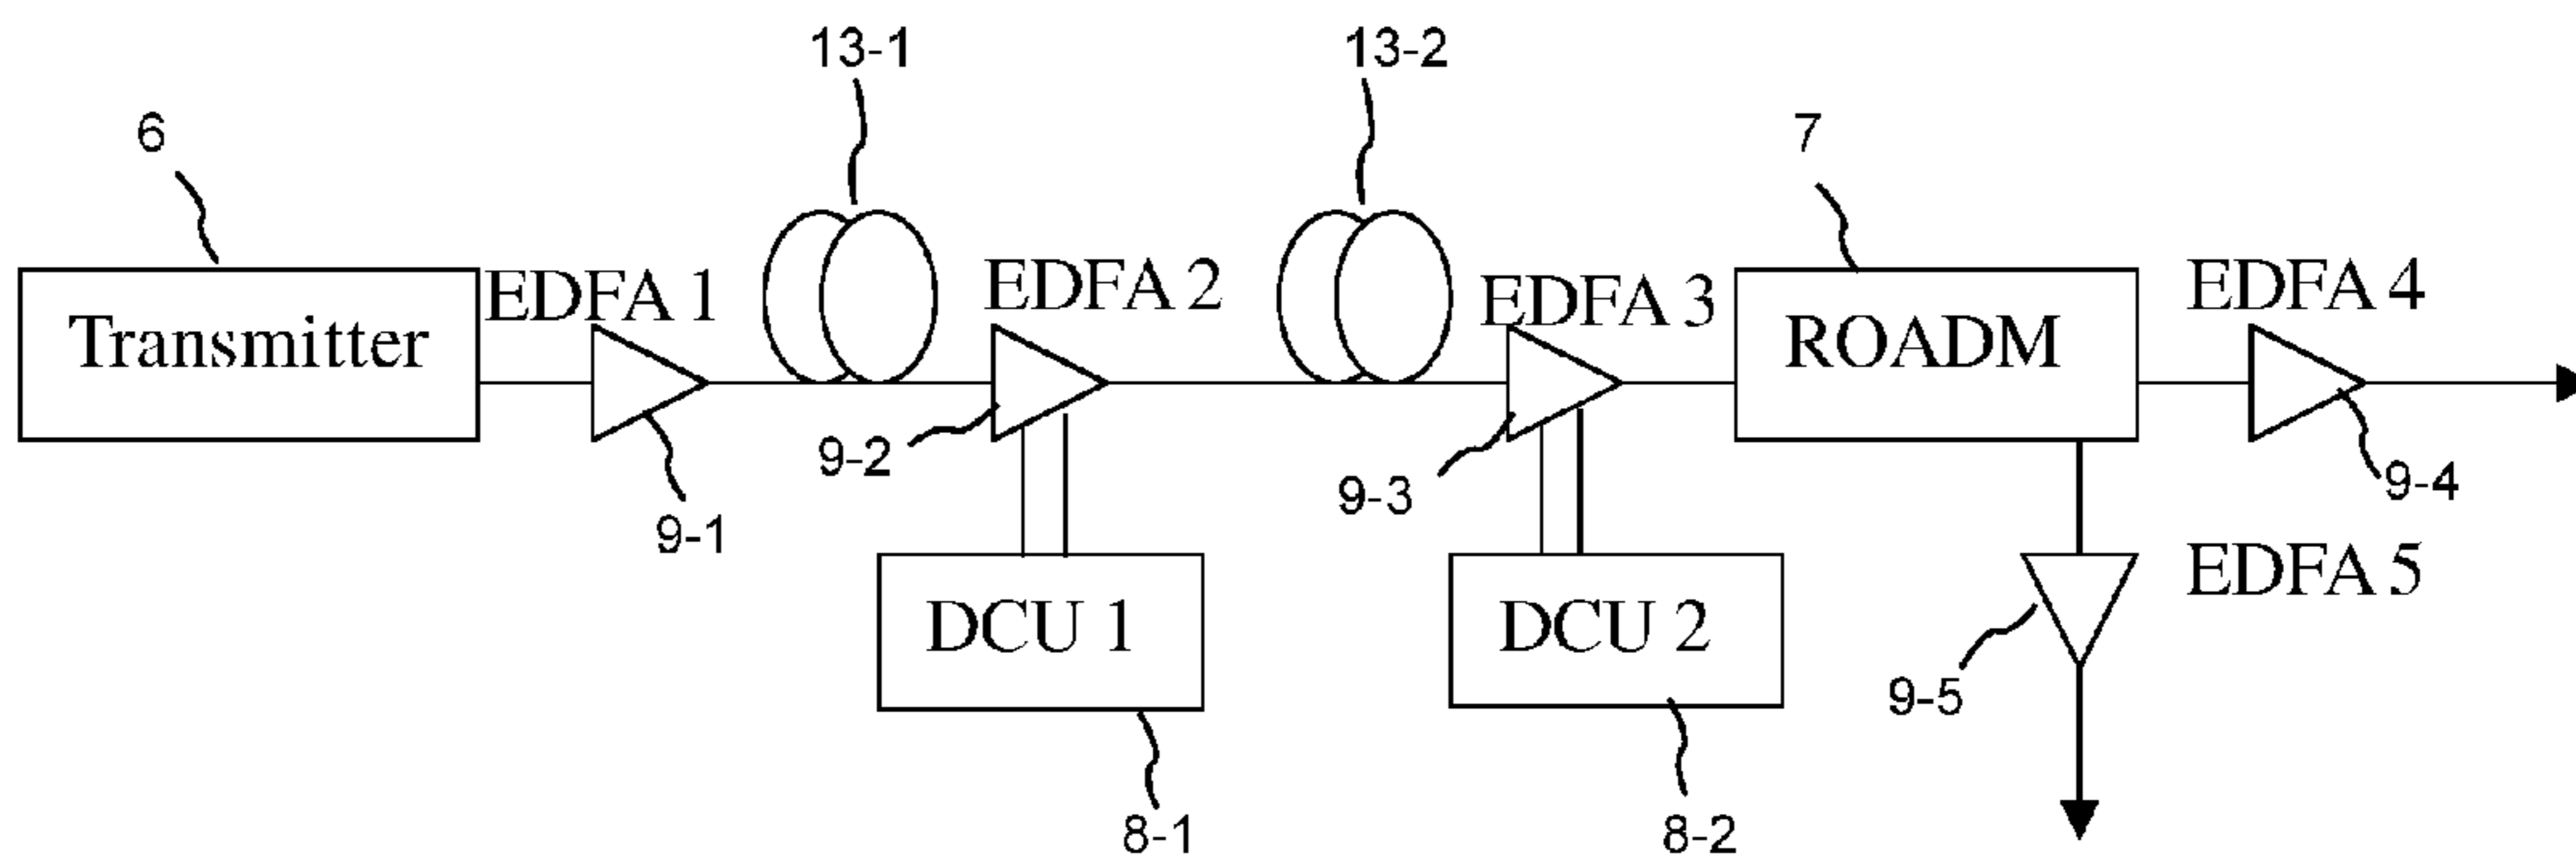 13-1
13-2
6
7
EDFA 1
EDFA 2
EDFA 3
EDFA 4
Transmitter
ROADM
9-2
9-3
9-4
9-1
DCU 1
DCU 2
EDFA 5
9-5
8-1
8-2